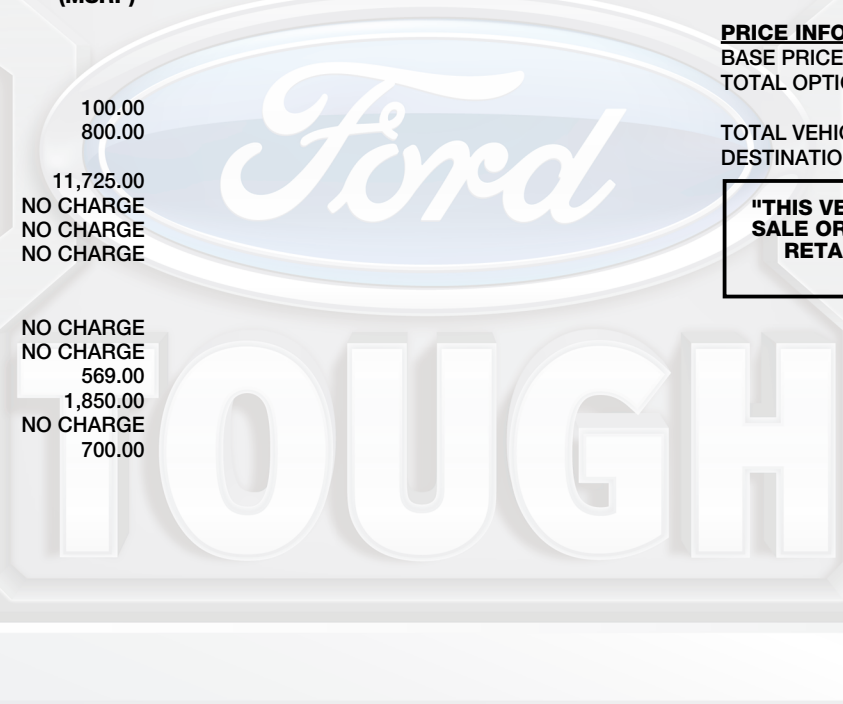 (MSRP)
100.00
800.00
11,725.00
NO CHARGE
NO CHARGE
NO CHARGE
NO CHARGE
NO CHARGE
569.00
1,850.00
NO CHARGE
700.00
PRICE INFO
BASE PRICE
TOTAL OPTI
TOTAL VEHIC
DESTINATIO
"THIS VE
SALE OR
RETA
Ford
TOUGH